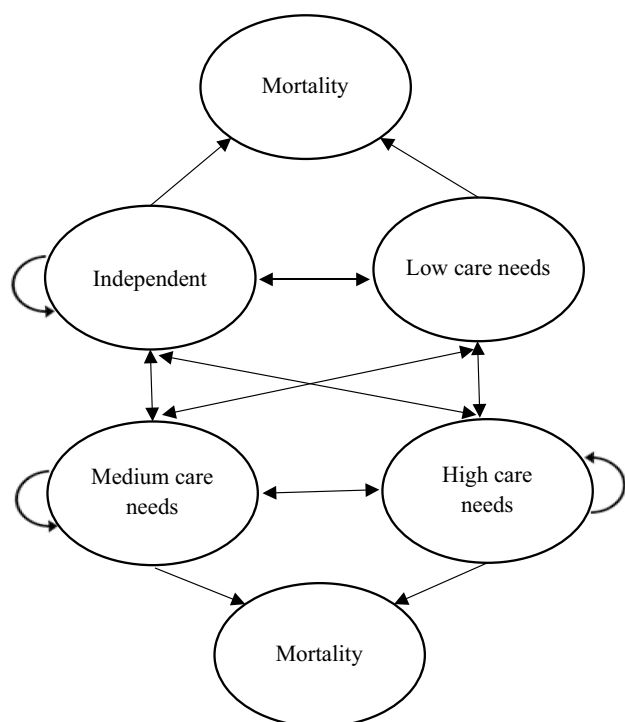 Mortality
Independent
Low care needs
Medium care
needs
High care
needs
Mortality